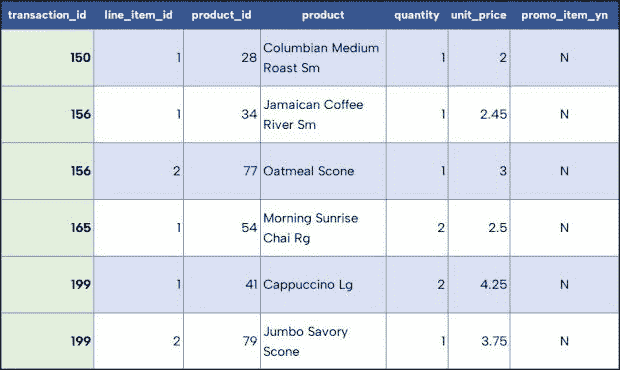 transaction_id line_item_id product_id product quantity unit_price promo_item_yn
150 1 28 Columbian Medium Roast Sm 1 2 N
156 1 34 Jamaican Coffee River Sm 1 2.45 N
156 2 77 Oatmeal Scone 1 3 N
165 1 54 Morning Sunrise Chai Rg 2 2.5 N
199 1 41 Cappuccino Lg 2 4.25 N
199 2 79 Jumbo Savory Scone 1 3.75 N